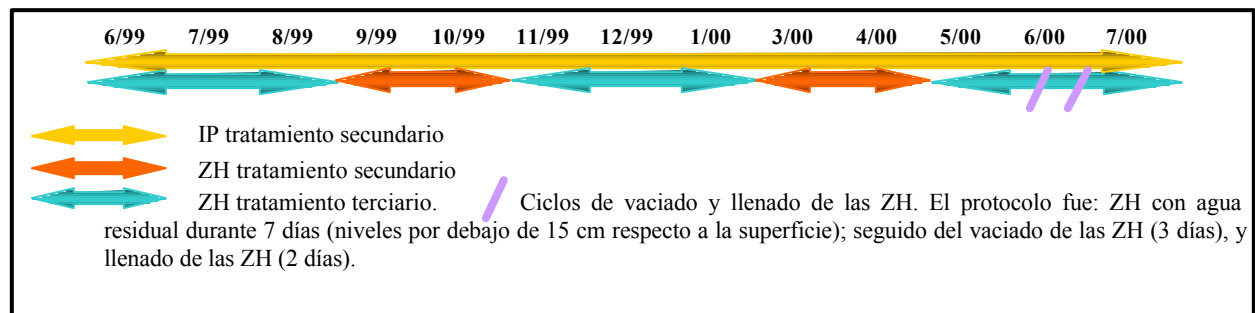 6/99 7/99 8/99 9/99 10/99 11/99 12/99 1/00 3/00 4/00 5/00 6/00 7/00
IP tratamiento secundario
ZH tratamiento secundario
ZH tratamiento terciario. Ciclos de vaciado y llenado de las ZH. El protocolo fue: ZH con agua
residual durante 7 días (niveles por debajo de 15 cm respecto a la superficie); seguido del vaciado de las ZH (3 días), y
llenado de las ZH (2 días).